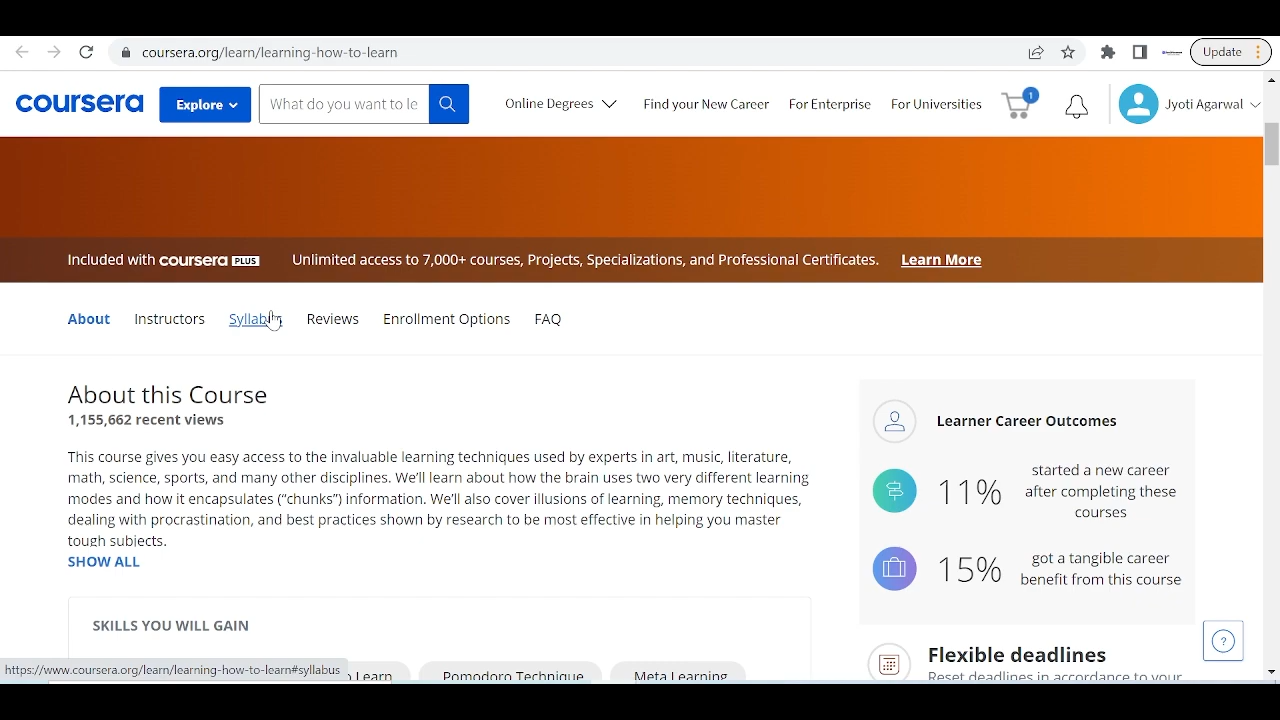 coursera.org/learn/learning-how-to-learn
Update
coursera
Explore
What do you want to le
Online Degrees
Find your New Career
For Enterprise
For Universities
1
Jyoti Agarwal
Included with coursera PLUS
Unlimited access to 7,000+ courses, Projects, Specializations, and Professional Certificates.
Learn More
About
Instructors
Syllabus
Reviews
Enrollment Options
FAQ
About this Course
1,155,662 recent views
This course gives you easy access to the invaluable learning techniques used by experts in art, music, literature,
math, science, sports, and many other disciplines. We'll learn about how the brain uses two very different learning
modes and how it encapsulates ("chunks") information. We'll also cover illusions of learning, memory techniques,
dealing with procrastination, and best practices shown by research to be most effective in helping you master
tough subjects.
SHOW ALL
SKILLS YOU WILL GAIN
Learn
Pomodoro Technique
Meta Learning
Learner Career Outcomes
11%
started a new career
after completing these
courses
15%
got a tangible career
benefit from this course
Flexible deadlines
Reset deadlines in accordance to your
?
https://www.coursera.org/learn/learning-how-to-learn#syllabus